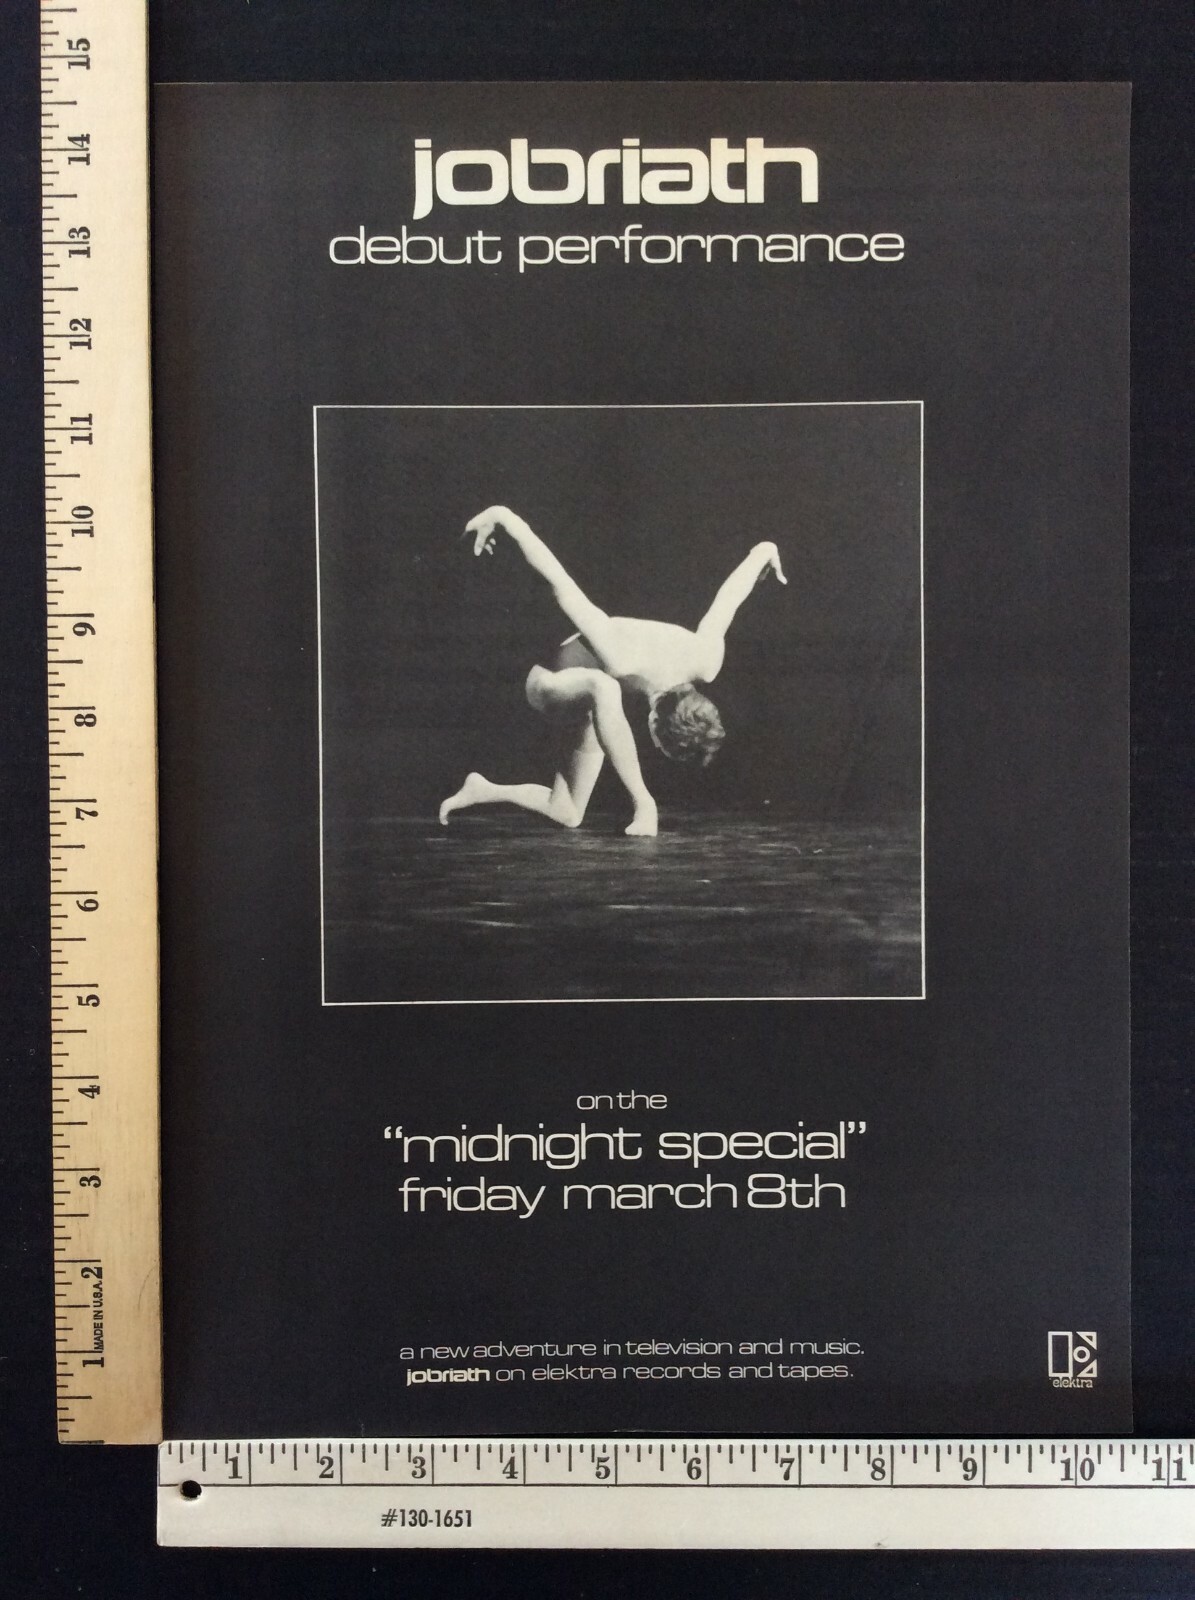 jobriath
debut performance
on the
“midnight special”
friday march 8th
a new adventure in television and music.
jobriath on elektra records and tapes.
elektra
15
14
13
12
11
10
9
8
7
6
5
4
3
2
1
MADE IN U.S.A.
1 2 3 4 5 6 7 8 9 10 11
#130-1651